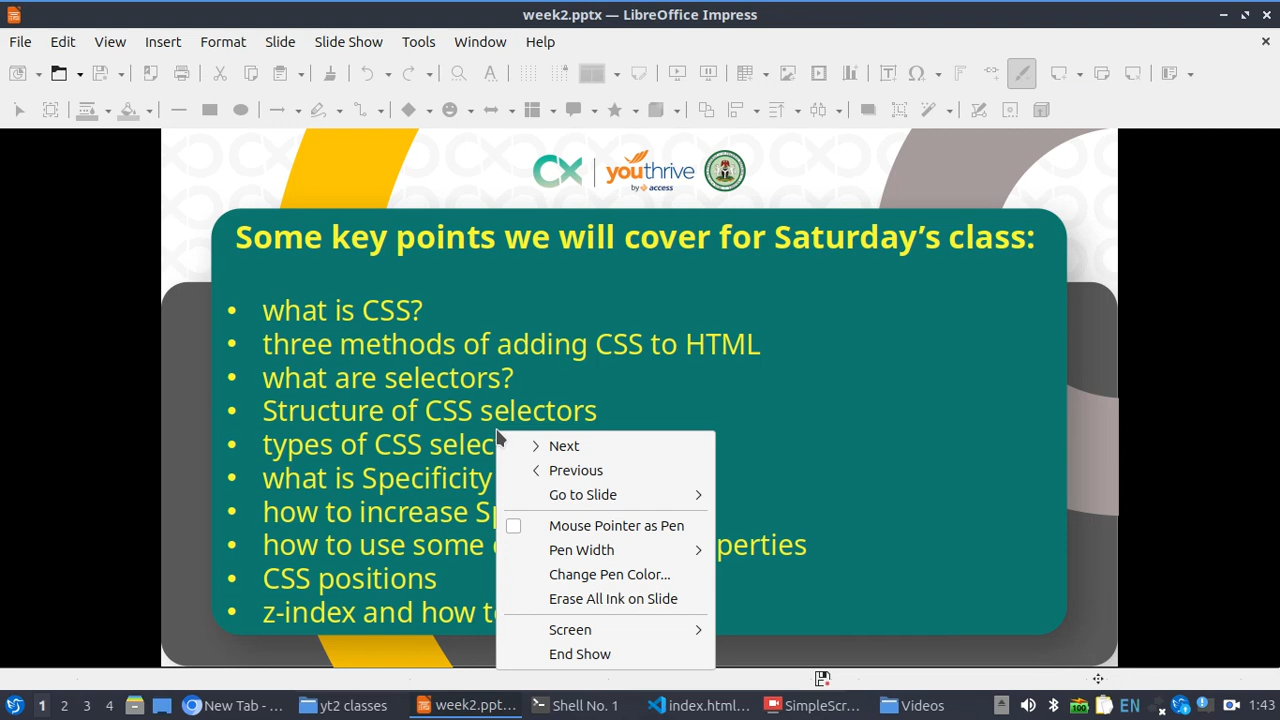 week2.pptx — LibreOffice Impress
File Edit View Insert Format Slide Slide Show Tools Window Help
CX | youthrive
by access
Some key points we will cover for Saturday's class:
• what is CSS?
• three methods of adding CSS to HTML
• what are selectors?
• Structure of CSS selectors
• types of CSS selec
• what is Specificity
• how to increase Sp
• how to use some perties
• CSS positions
• z-index and how to
Next
Previous
Go to Slide
Mouse Pointer as Pen
Pen Width
Change Pen Color...
Erase All Ink on Slide
Screen
End Show
1 2 3 4 New Tab - ... yt2 classes week2.ppt... Shell No. 1 index.html... SimpleScr... Videos 100 EN 1:43